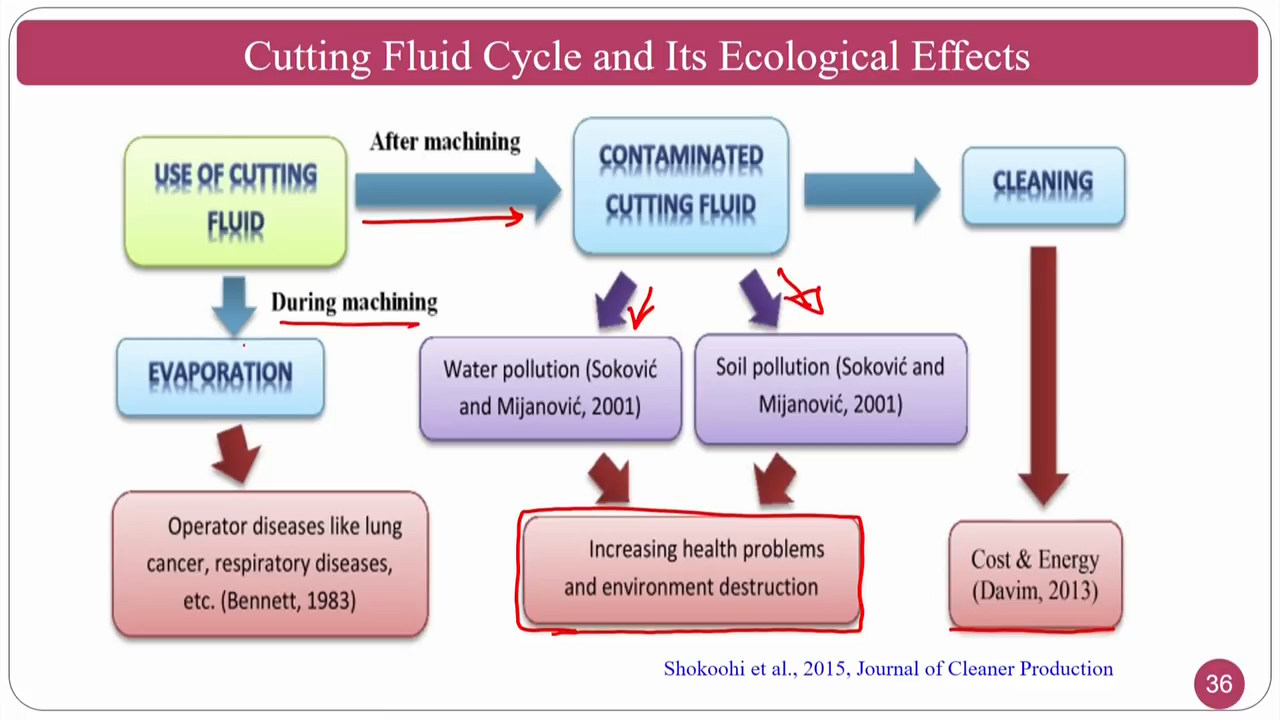 Cutting Fluid Cycle and Its Ecological Effects
USE OF CUTTING
FLUID
After machining
CONTAMINATED
CUTTING FLUID
CLEANING
During machining
EVAPORATION
Water pollution (Soković
and Mijanović, 2001)
Soil pollution (Soković and
Mijanović, 2001)
Operator diseases like lung
cancer, respiratory diseases,
etc. (Bennett, 1983)
Increasing health problems
and environment destruction
Cost & Energy
(Davim, 2013)
Shokoohi et al., 2015, Journal of Cleaner Production
36